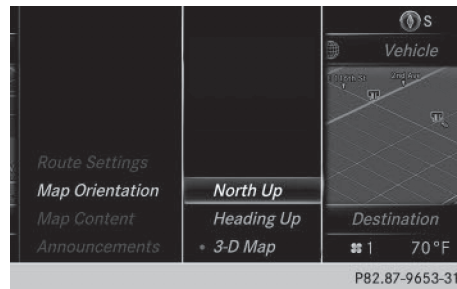 S
Vehicle
2nd Ave
Route Settings
Map Orientation
North Up
Map Content
Heading Up
Destination
Announcements
3-D Map
1
70°F
P82.87-9653-31